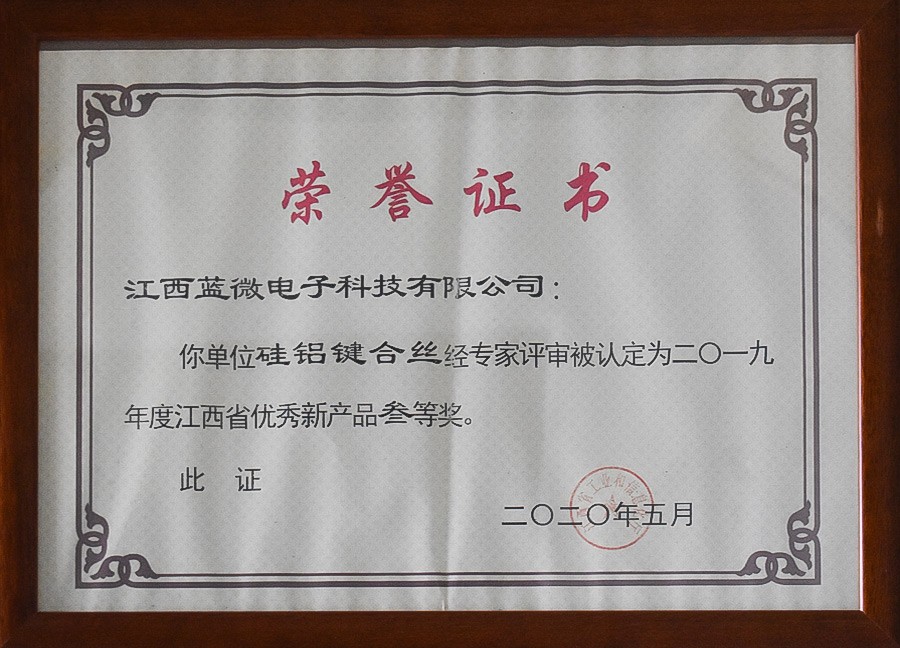 荣誉证书
江西蓝微电子科技有限公司：
你单位硅铝键合丝经专家评审被认定为二〇一九
年度江西省优秀新产品叁等奖。
此 证
二〇二〇年五月